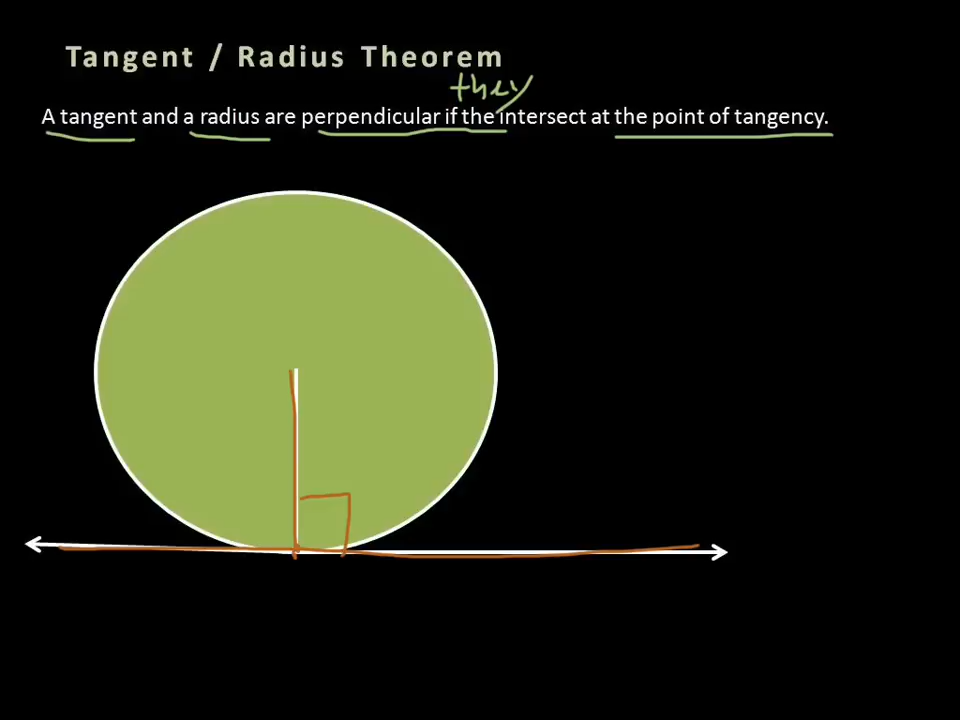 Tangent / Radius Theorem
they
A tangent and a radius are perpendicular if the intersect at the point of tangency.